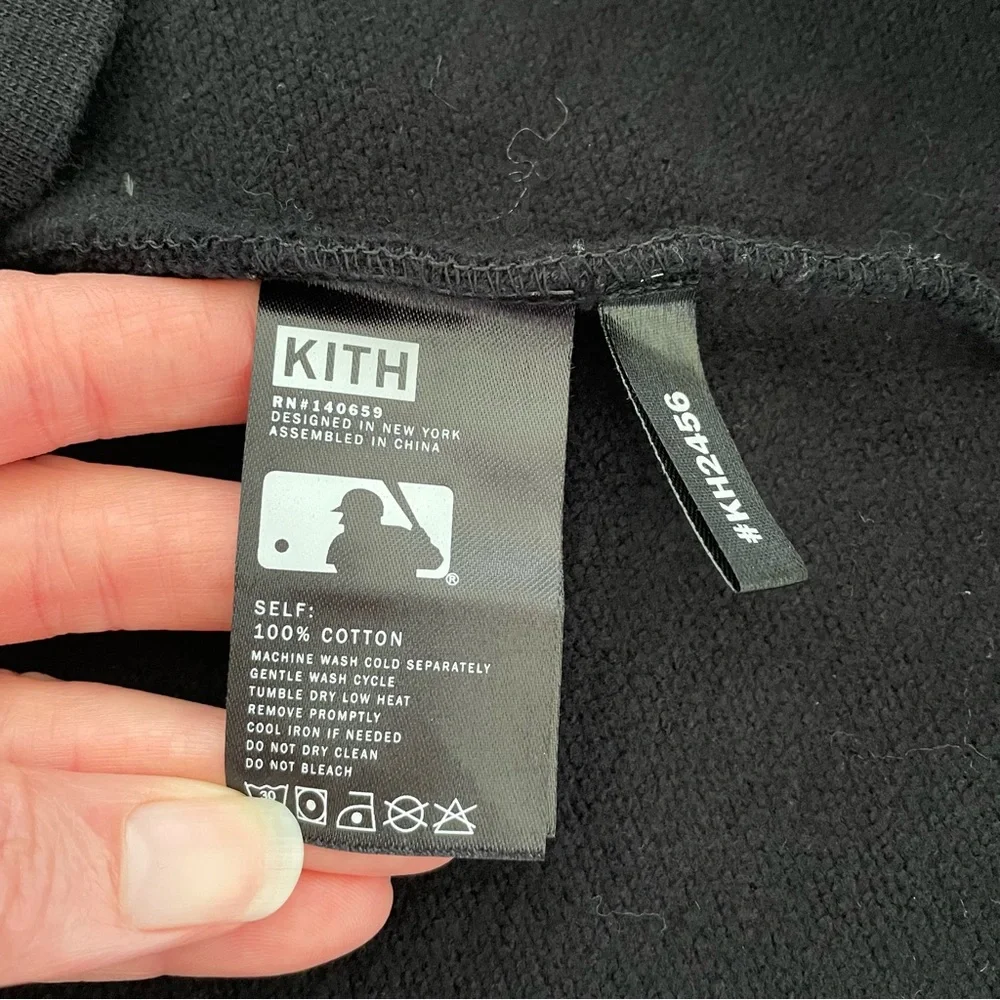 KITH
RN#140659
DESIGNED IN NEW YORK
ASSEMBLED IN CHINA
®
SELF:
100% COTTON
MACHINE WASH COLD SEPARATELY
GENTLE WASH CYCLE
TUMBLE DRY LOW HEAT
REMOVE PROMPTLY
COOL IRON IF NEEDED
DO NOT DRY CLEAN
DO NOT BLEACH
30
#KH2456